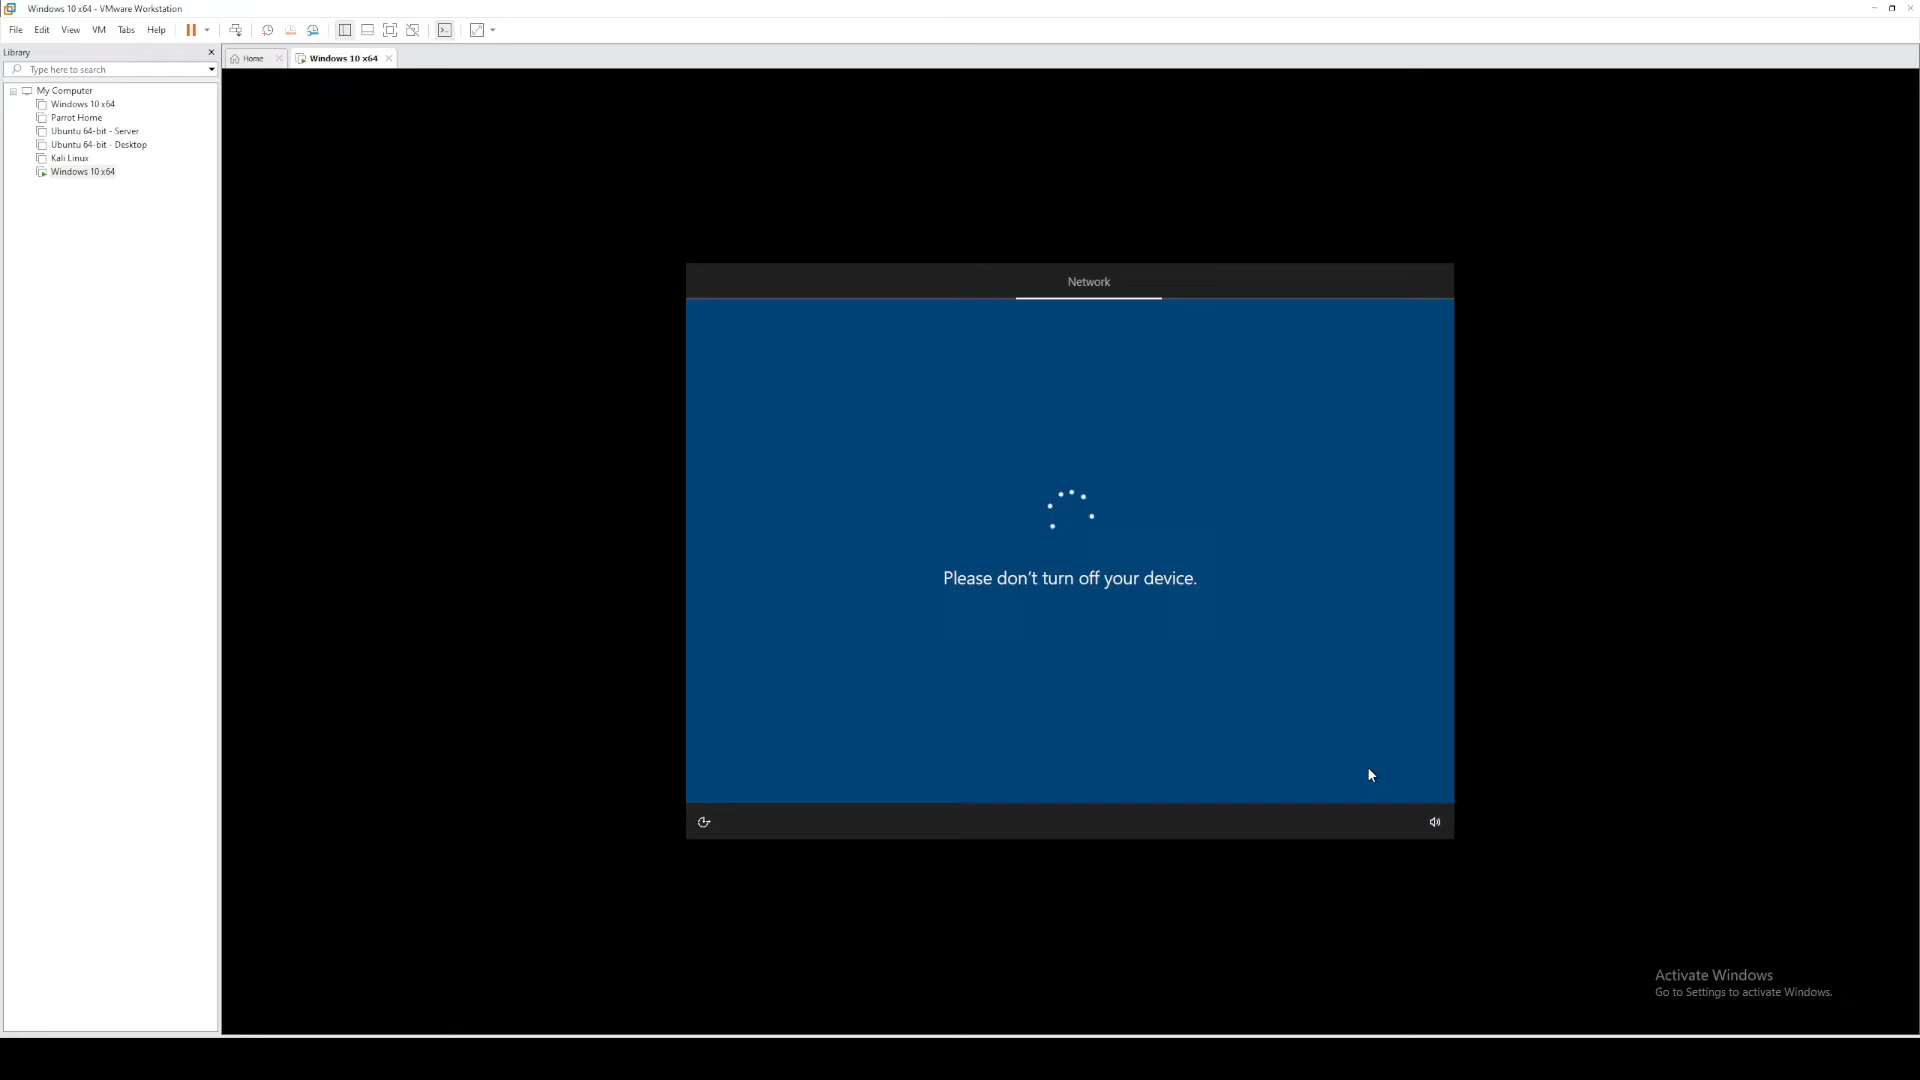 Windows 10 x64 - VMware Workstation
File Edit View VM Tabs Help
Library
Type here to search
Home
Windows 10 x64
My Computer
Windows 10 x64
Parrot Home
Ubuntu 64-bit - Server
Ubuntu 64-bit - Desktop
Kali Linux
Windows 10 x64
Network
Please don't turn off your device.
Activate Windows
Go to Settings to activate Windows.